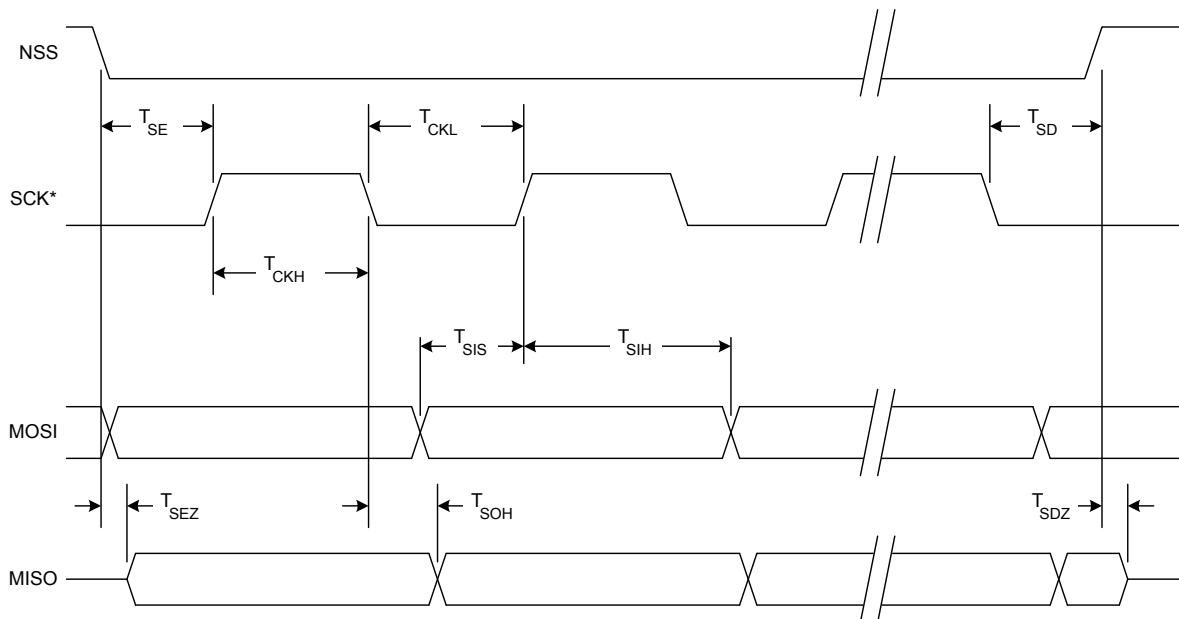 NSS
T_SE
T_CKL
T_SD
SCK*
T_CKH
T_SIS
T_SIH
MOSI
T_SEZ
T_SOH
T_SDZ
MISO